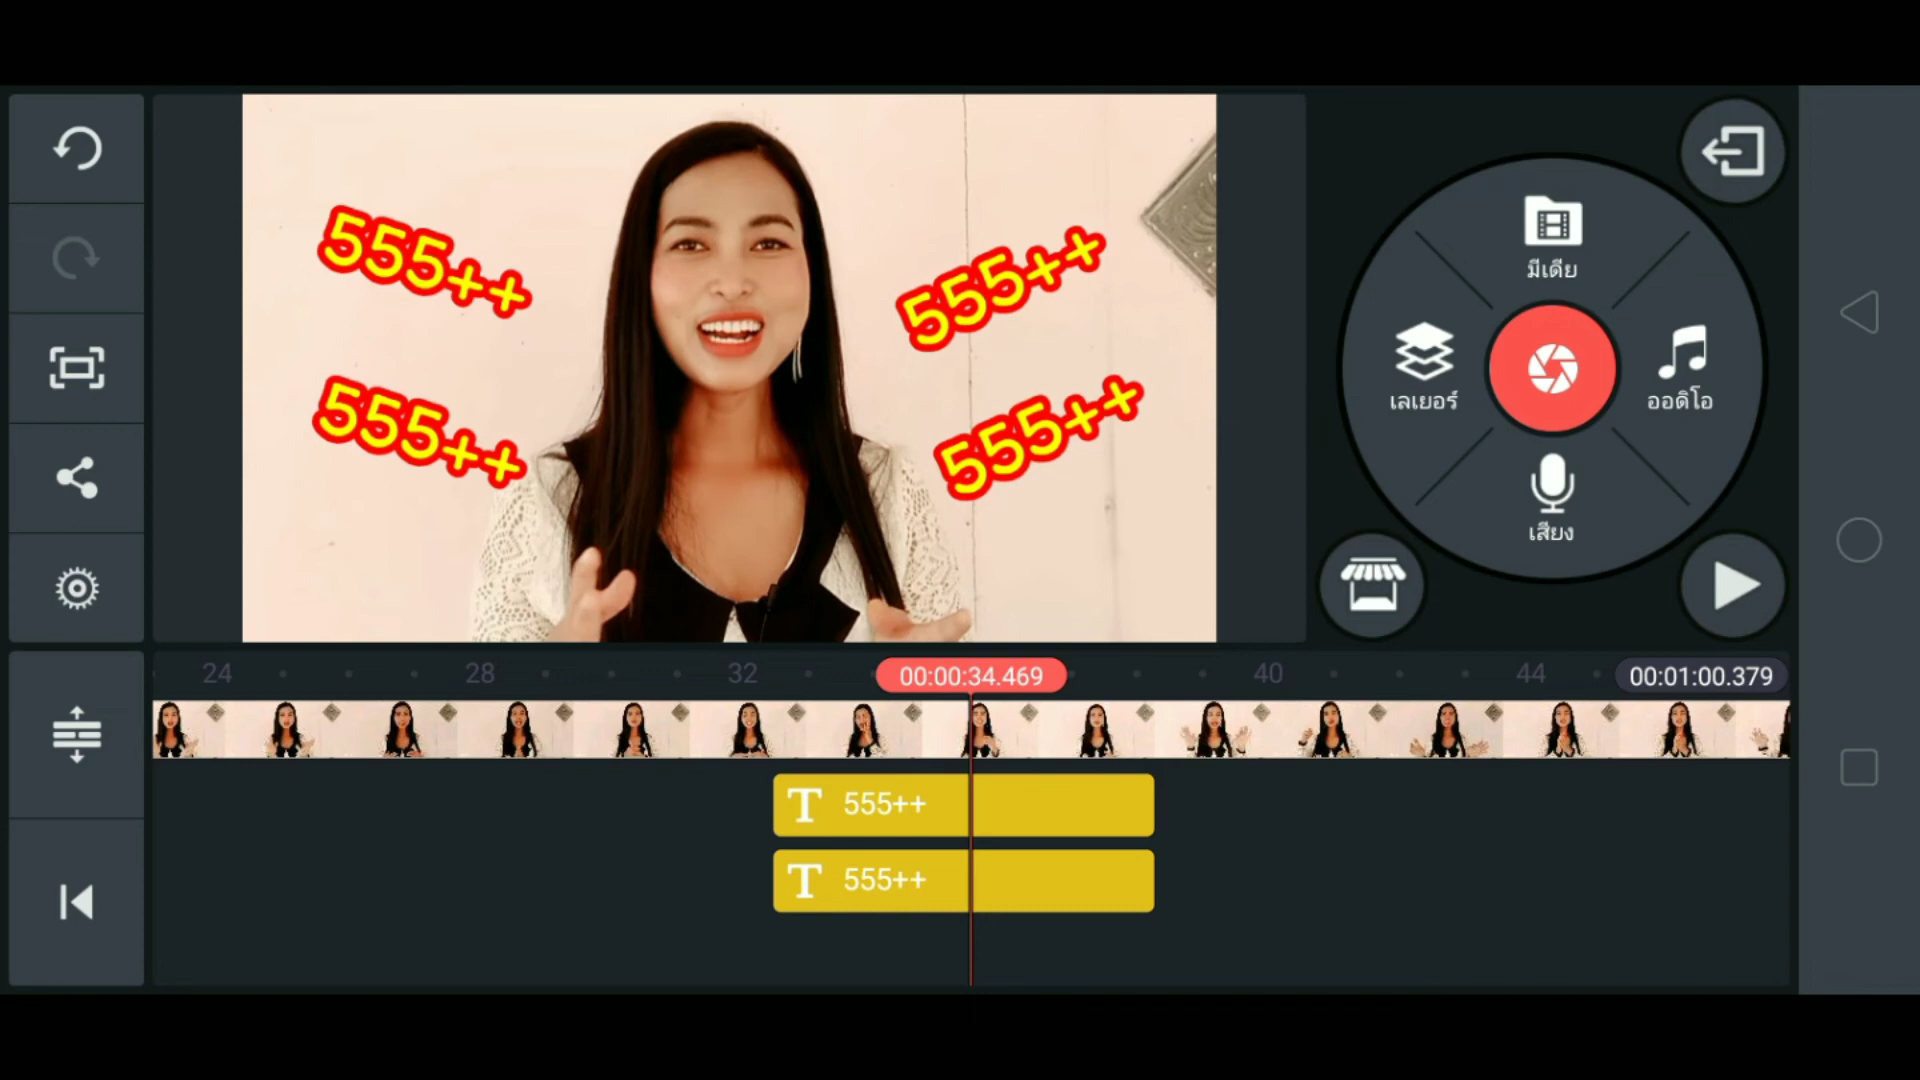 555++
555++
555++
555++
มีเดีย
เลเยอร์
ออดิโอ
เสียง
24
28
32
00:00:34.469
40
44
00:01:00.379
T 555++
T 555++